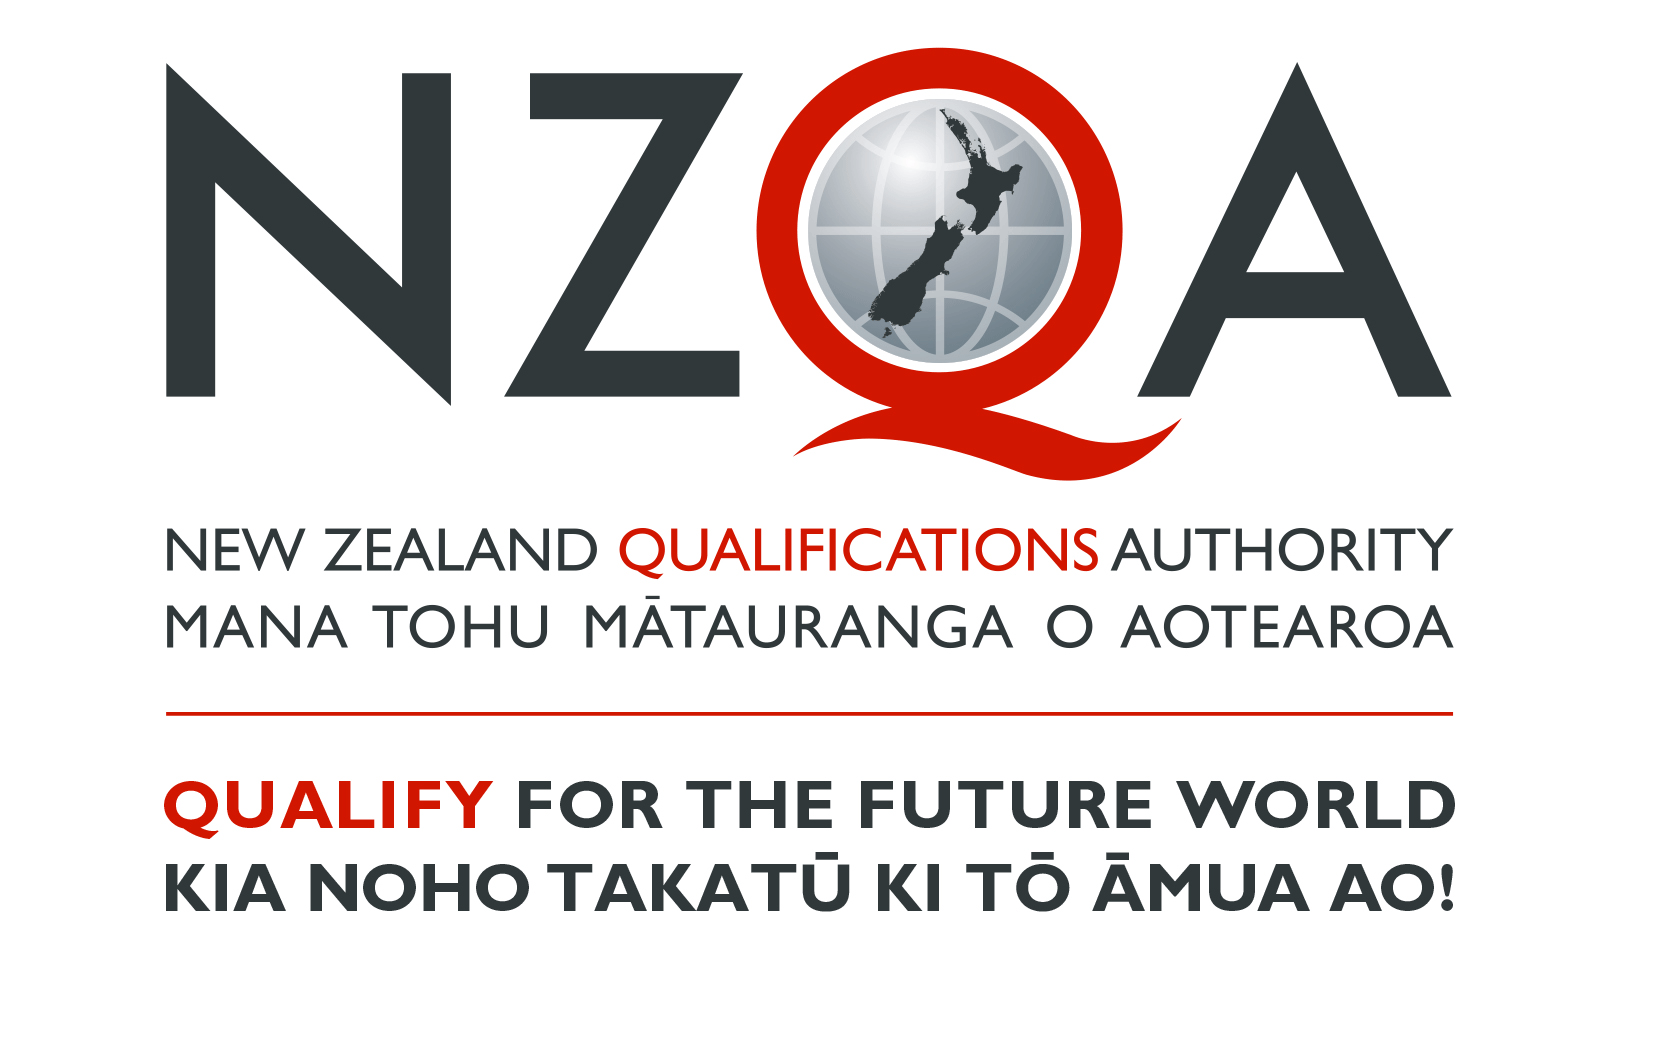 NZQA
NEW ZEALAND QUALIFICATIONS AUTHORITY
MANA TOHU MĀTAURANGA O AOTEAROA
QUALIFY FOR THE FUTURE WORLD
KIA NOHO TAKATŪ KI TŌ ĀMUA AO!